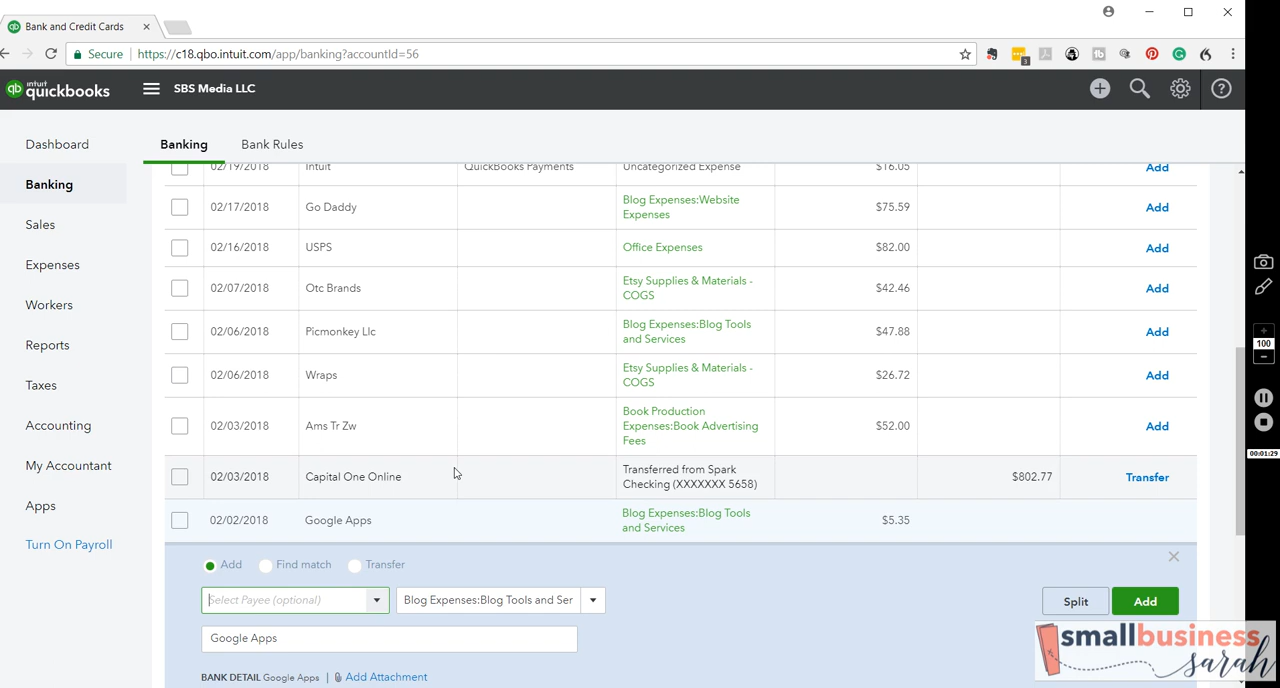 Bank and Credit Cards
Secure https://c18.qbo.intuit.com/app/banking?accountId=56
3
intuit
quickbooks
SBS Media LLC
Dashboard
Banking
Sales
Expenses
Workers
Reports
Taxes
Accounting
My Accountant
Apps
Turn On Payroll
Banking Bank Rules
02/19/2018 Intuit QuickBooks Payments Uncategorized Expense $16.05 Add
02/17/2018 Go Daddy Blog Expenses:Website $75.59 Add
Expenses
02/16/2018 USPS Office Expenses $82.00 Add
02/07/2018 Otc Brands Etsy Supplies & Materials - $42.46 Add
COGS
02/06/2018 Picmonkey Llc Blog Expenses:Blog Tools $47.88 Add
and Services
02/06/2018 Wraps Etsy Supplies & Materials - $26.72 Add
COGS
02/03/2018 Ams Tr Zw Book Production $52.00 Add
Expenses:Book Advertising
Fees
02/03/2018 Capital One Online Transferred from Spark $802.77 Transfer
Checking (XXXXXXX 5658)
02/02/2018 Google Apps Blog Expenses:Blog Tools $5.35
and Services
Add Find match Transfer
Select Payee (optional) Blog Expenses:Blog Tools and Ser Split Add
Google Apps
BANK DETAIL Google Apps | Add Attachment
100
00:01:29
smallbusiness
sarah